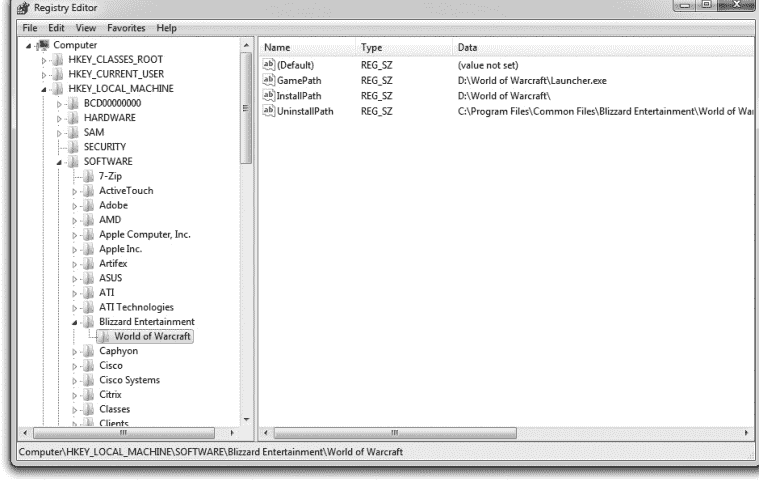 Registry Editor
File Edit View Favorites Help
Computer
HKEY_CLASSES_ROOT
HKEY_CURRENT_USER
HKEY_LOCAL_MACHINE
BCD00000000
HARDWARE
SAM
SECURITY
SOFTWARE
7-Zip
ActiveTouch
Adobe
AMD
Apple Computer, Inc.
Apple Inc.
Artifex
ASUS
ATI
ATI Technologies
Blizzard Entertainment
World of Warcraft
Caphyon
Cisco
Cisco Systems
Citrix
Classes
Clients
Name Type Data
ab (Default) REG_SZ (value not set)
ab GamePath REG_SZ D:\World of Warcraft\Launcher.exe
ab InstallPath REG_SZ D:\World of Warcraft\
ab UninstallPath REG_SZ C:\Program Files\Common Files\Blizzard Entertainment\World of War
Computer\HKEY_LOCAL_MACHINE\SOFTWARE\Blizzard Entertainment\World of Warcraft